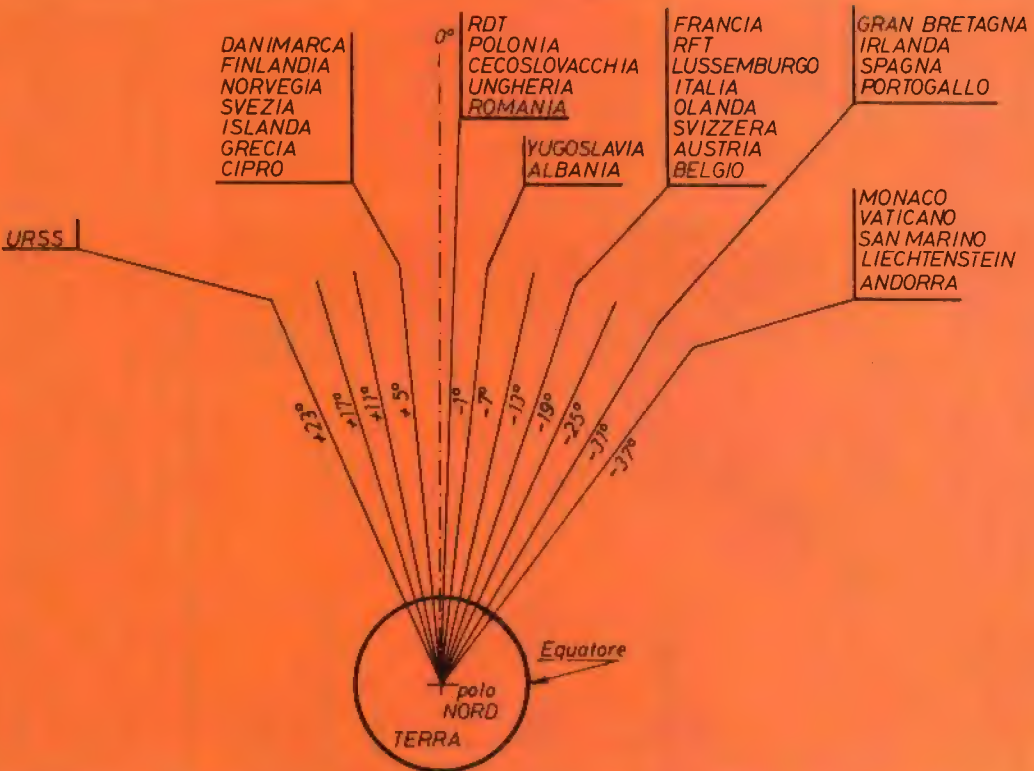 DANIMARCA
FINLANDIA
NORVEGIA
SVEZIA
ISLANDA
GRECIA
CIPRO
0°
RDT
POLONIA
CECOSLOVACCHIA
UNGHERIA
ROMANIA
YUGOSLAVIA
ALBANIA
FRANCIA
RFT
LUSSEMBURGO
ITALIA
OLANDA
SVIZZERA
AUSTRIA
BELGIO
GRAN BRETAGNA
IRLANDA
SPAGNA
PORTOGALLO
MONACO
VATICANO
SAN MARINO
LIECHTENSTEIN
ANDORRA
URSS
+23°
+17°
+11°
+5°
-1°
-7°
-13°
-19°
-25°
-31°
-37°
Equatore
polo
NORD
TERRA